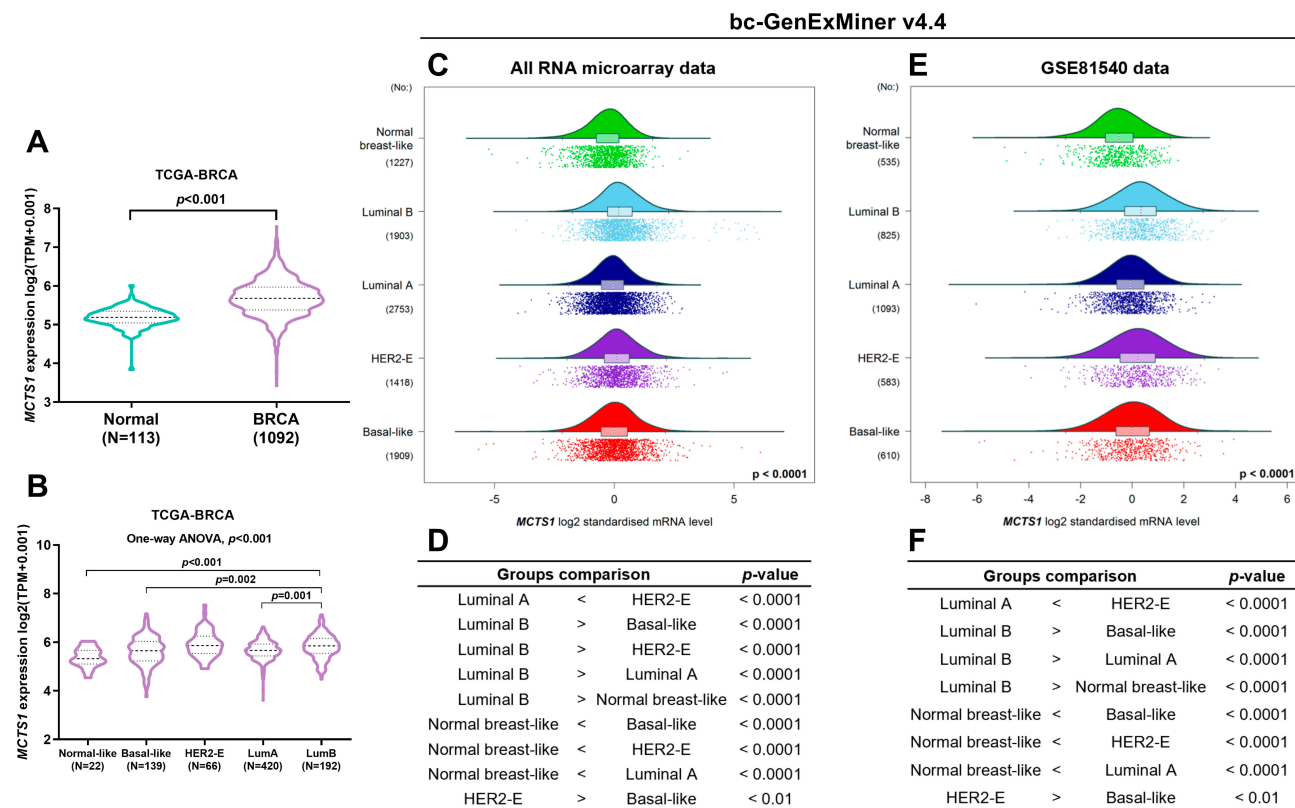 bc-GenExMiner v4.4
A
TCGA-BRCA
p<0.001
MCTS1 expression log2(TPM+0.001)
8
7
6
5
4
3
Normal
(N=113)
BRCA
(1092)
B
TCGA-BRCA
One-way ANOVA, p<0.001
p<0.001
p=0.002
p=0.001
MCTS1 expression log2(TPM+0.001)
10
8
6
4
2
Normal-like
(N=22)
Basal-like
(N=139)
HER2-E
(N=66)
LumA
(N=420)
LumB
(N=192)
C
All RNA microarray data
(No:)
Normal
breast-like
(1227)
Luminal B
(1903)
Luminal A
(2753)
HER2-E
(1418)
Basal-like
(1909)
p < 0.0001
-5 0 5
MCTS1 log2 standardised mRNA level
D
Groups comparison p-value
Luminal A < HER2-E < 0.0001
Luminal B > Basal-like < 0.0001
Luminal B > HER2-E < 0.0001
Luminal B > Luminal A < 0.0001
Luminal B > Normal breast-like < 0.0001
Normal breast-like < Basal-like < 0.0001
Normal breast-like < HER2-E < 0.0001
Normal breast-like < Luminal A < 0.0001
HER2-E > Basal-like < 0.01
E
GSE81540 data
(No:)
Normal
breast-like
(535)
Luminal B
(825)
Luminal A
(1093)
HER2-E
(583)
Basal-like
(610)
p < 0.0001
-8 -6 -4 -2 0 2 4 6
MCTS1 log2 standardised mRNA level
F
Groups comparison p-value
Luminal A < HER2-E < 0.0001
Luminal B > Basal-like < 0.0001
Luminal B > Luminal A < 0.0001
Luminal B > Normal breast-like < 0.0001
Normal breast-like < Basal-like < 0.0001
Normal breast-like < HER2-E < 0.0001
Normal breast-like < Luminal A < 0.0001
HER2-E > Basal-like < 0.01